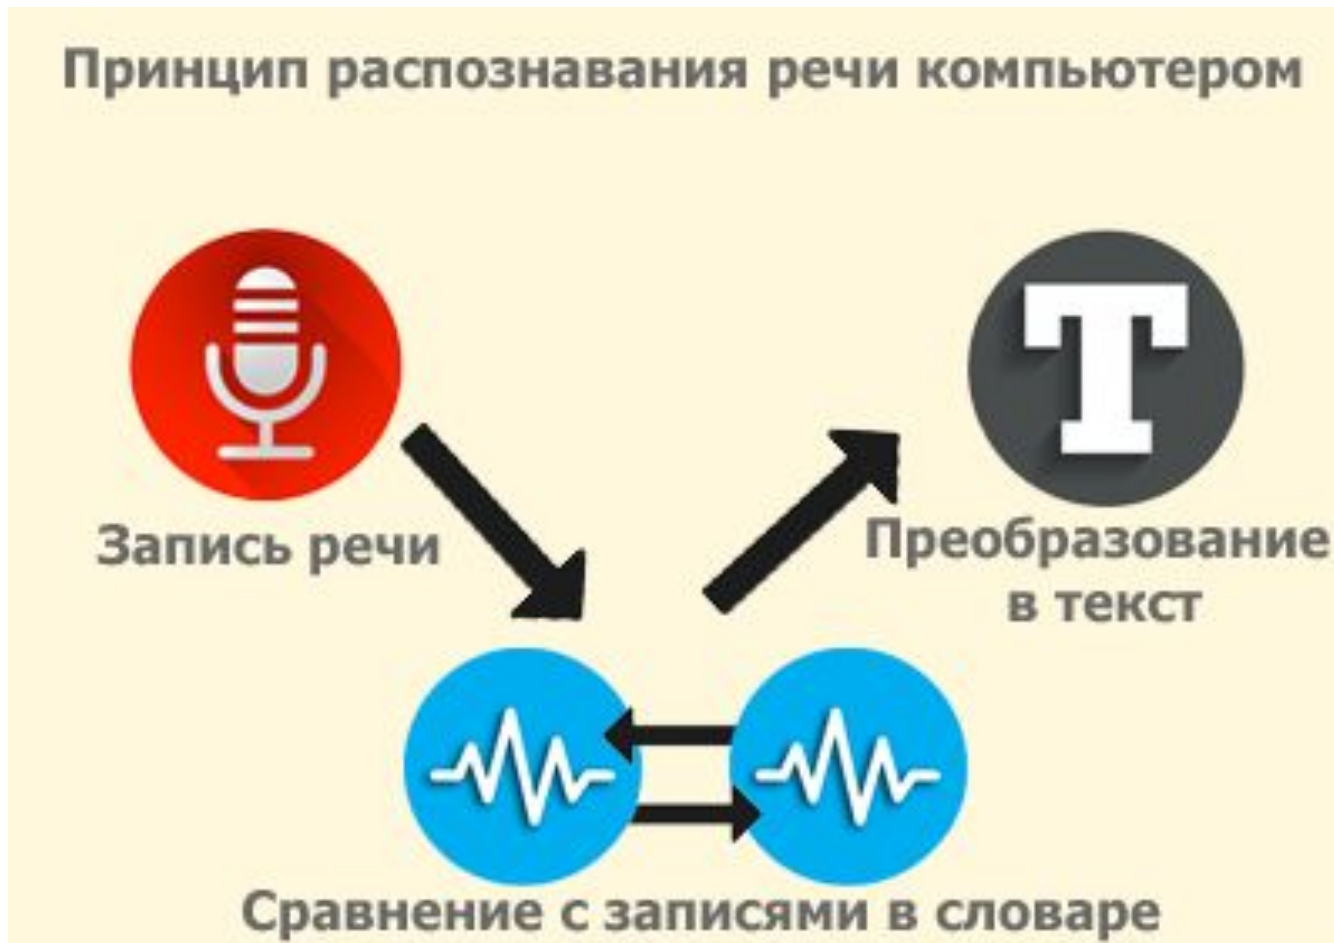 Принцип распознавания речи компьютером
Запись речи
Преобразование
в текст
Сравнение с записями в словаре